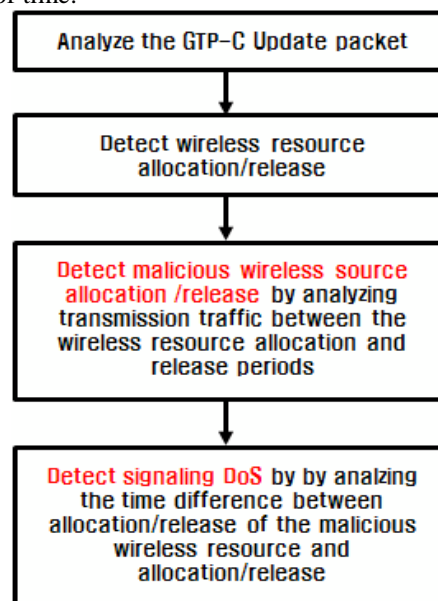 of time.
Analyze the GTP-C Update packet
Detect wireless resource
allocation/release
Detect malicious wireless source
allocation /release by analyzing
transmission traffic between the
wireless resource allocation and
release periods
Detect signaling DoS by by analzing
the time difference between
allocation/release of the malicious
wireless resource and
allocation/release